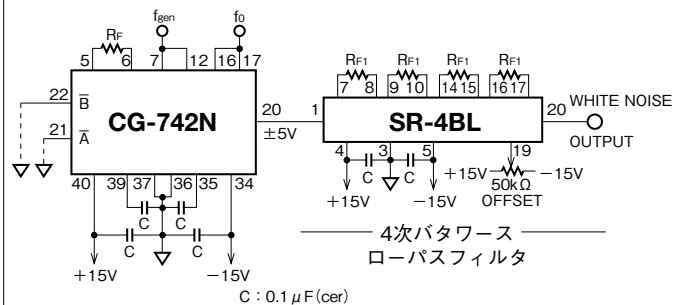 fgen f0
RF
5 6 7 12 16 17
RF1 RF1 RF1 RF1
7 8 9 10 14 15 16 17
22 B
21 A
CG-742N
20
±5V
1
SR-4BL
20
WHITE NOISE
OUTPUT
40 39 37 36 35 34
4 3 5 19
C C
C C
C C
+15V -15V
+15V -15V
+15V -15V
50kΩ
OFFSET
4次バタワース
ローパスフィルタ
C：0.1μF(cer)